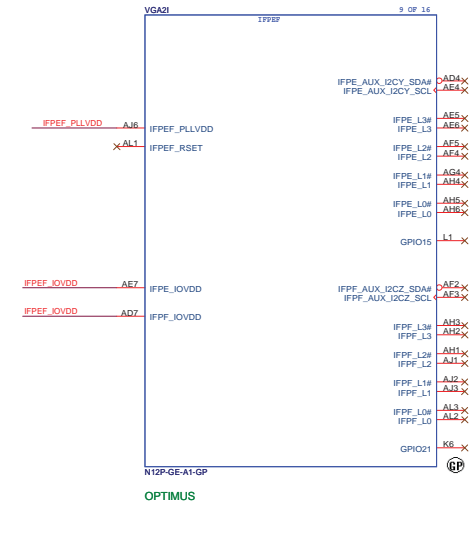 VGA2I 9 OF 16
IFPEF
IFPE_AUX_I2CY_SDA# AD4
IFPE_AUX_I2CY_SCL AE4
IFPE_L3# AE5
IFPEF_PLLVDD AJ6 IFPEF_PLLVDD IFPE_L3 AE6
AL1 IFPEF_RSET IFPE_L2# AF5
IFPE_L2 AF4
IFPE_L1# AG4
IFPE_L1 AH4
IFPE_L0# AH5
IFPE_L0 AH6
GPIO15 L1
IFPEF_IOVDD AE7 IFPE_IOVDD IFPF_AUX_I2CZ_SDA# AF2
IFPF_AUX_I2CZ_SCL AF3
IFPEF_IOVDD AD7 IFPF_IOVDD
IFPF_L3# AH3
IFPF_L3 AH2
IFPF_L2# AH1
IFPF_L2 AJ1
IFPF_L1# AJ2
IFPF_L1 AJ3
IFPF_L0# AL3
IFPF_L0 AL2
GPIO21 K6
GP
N12P-GE-A1-GP
OPTIMUS